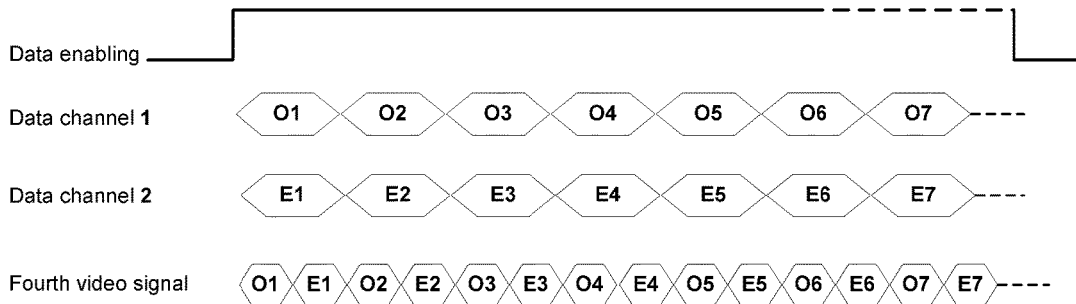 Data enabling
Data channel 1 O1 O2 O3 O4 O5 O6 O7
Data channel 2 E1 E2 E3 E4 E5 E6 E7
Fourth video signal O1 E1 O2 E2 O3 E3 O4 E4 O5 E5 O6 E6 O7 E7